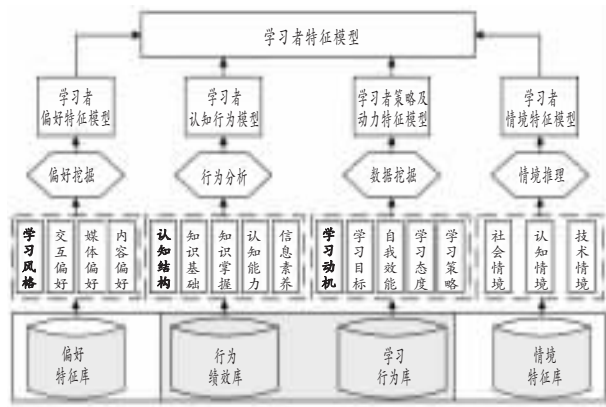 学习者特征模型
学习者
偏好特征模型
学习者
认知行为模型
学习者策略及
动力特征模型
学习者
情境特征模型
偏好挖掘
行为分析
数据挖掘
情境推理
学习风格
交互偏好
媒体偏好
内容偏好
认知结构
知识基础
知识掌握
认知能力
信息素养
学习动机
学习目标
自我效能
学习态度
学习策略
社会情境
认知情境
技术情境
偏好
特征库
行为
绩效库
学习
行为库
情境
特征库